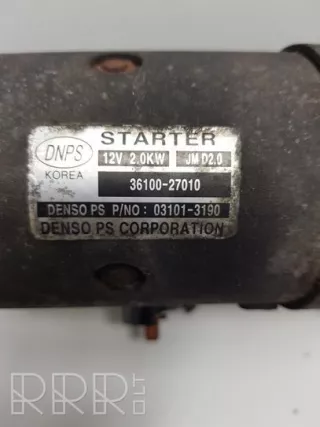 DNPS
KOREA
STARTER
12V 2.0KW JM D2.0
36100-27010
DENSO PS P/NO: 03101-3190
DENSO PS CORPORATION
RRR.LT